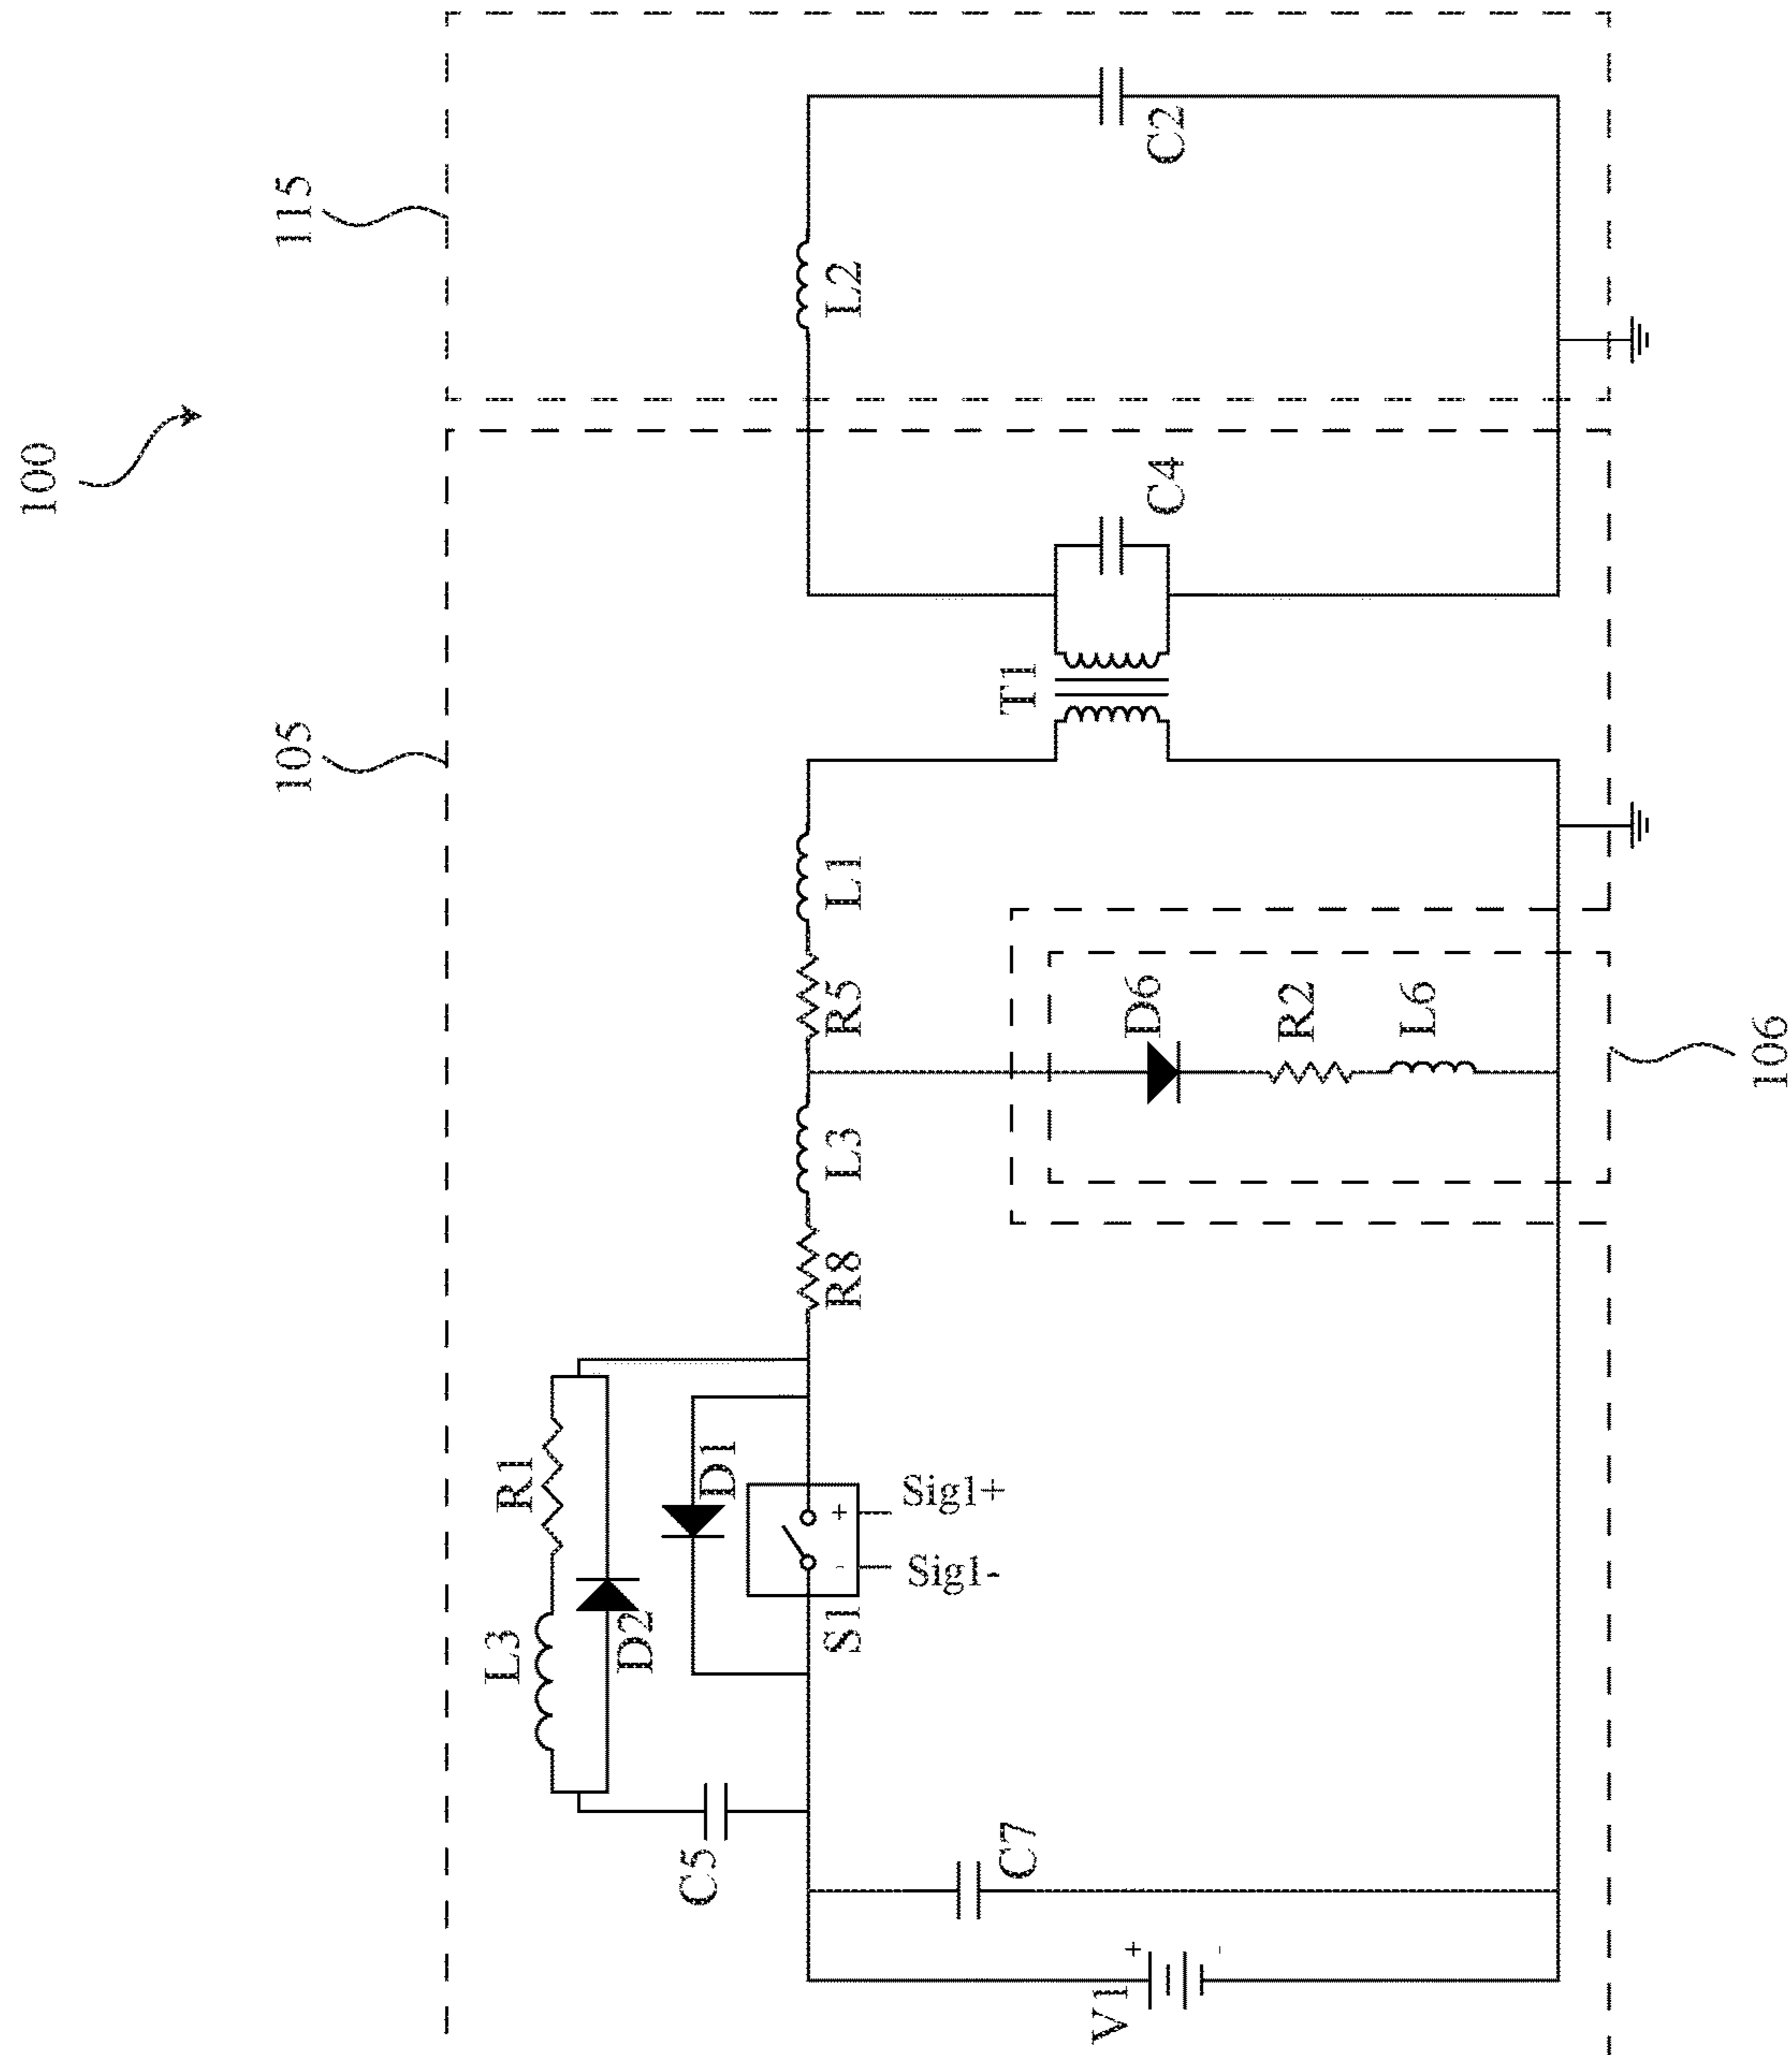 100
105
115
L3
R1
D2
D1
C5
S1
Sig1-
Sig1+
+
-
R8
L3
R5
L1
L2
C7
V1
+
-
D6
R2
L6
T1
C4
C2
106